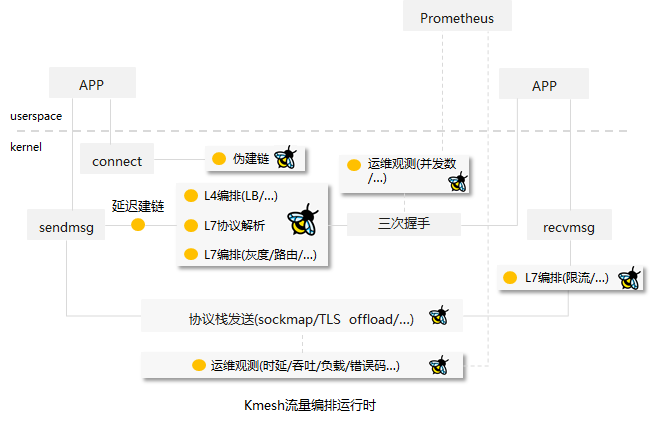 Prometheus
APP
APP
userspace
kernel
connect
伪建链
运维观测(并发数
/...)
延迟建链
L4编排(LB/...)
sendmsg
L7协议解析
三次握手
recvmsg
L7编排(灰度/路由/...)
L7编排(限流/...)
协议栈发送(sockmap/TLS offload/...)
运维观测(时延/吞吐/负载/错误码...)
Kmesh流量编排运行时